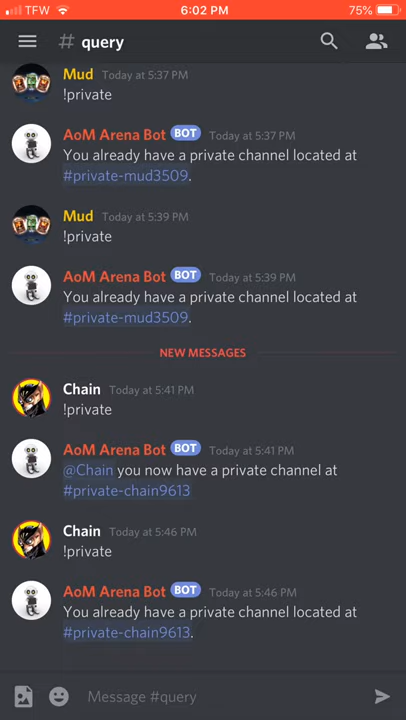 TFW 6:02 PM 75%
# query
Mud Today at 5:37 PM
!private
AoM Arena Bot BOT Today at 5:37 PM
You already have a private channel located at
#private-mud3509.
Mud Today at 5:39 PM
!private
AoM Arena Bot BOT Today at 5:39 PM
You already have a private channel located at
#private-mud3509.
NEW MESSAGES
Chain Today at 5:41 PM
!private
AoM Arena Bot BOT Today at 5:41 PM
@Chain you now have a private channel at
#private-chain9613
Chain Today at 5:46 PM
!private
AoM Arena Bot BOT Today at 5:46 PM
You already have a private channel located at
#private-chain9613.
Message #query